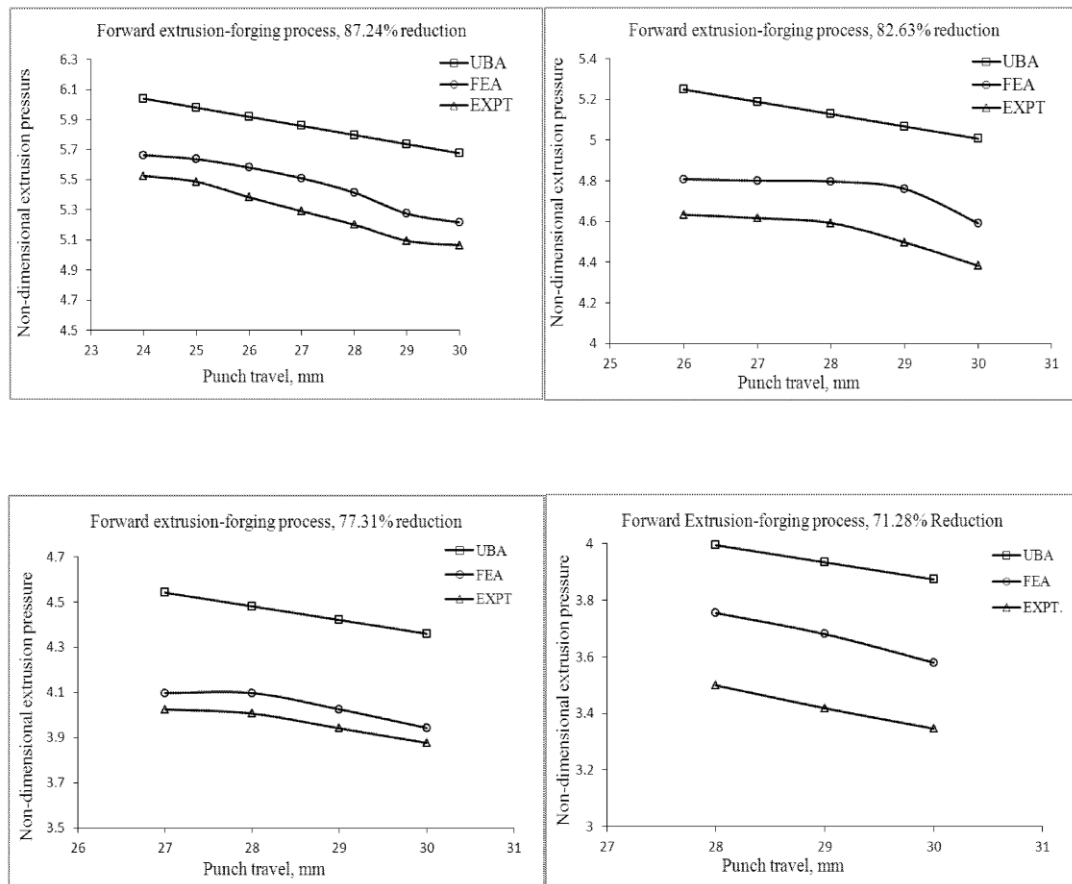 Forward extrusion-forging process, 87.24% reduction
Non-dimensional extrusion pressurs
6.3
6.1
5.9
5.7
5.5
5.3
5.1
4.9
4.7
4.5
UBA
FEA
EXPT
23 24 25 26 27 28 29 30
Punch travel, mm
Forward extrusion-forging process, 82.63% reduction
Non-dimensional extrusion pressure
5.4
5.2
5
4.8
4.6
4.4
4.2
4
UBA
FEA
EXPT
25 26 27 28 29 30 31
Punch travel, mm
Forward extrusion-forging process, 77.31% reduction
Non-dimensional extrusion pressure
4.7
4.5
4.3
4.1
3.9
3.7
3.5
UBA
FEA
EXPT
26 27 28 29 30 31
Punch travel, mm
Forward Extrusion-forging process, 71.28% Reduction
Non-dimensional extrusion pressure
4
3.8
3.6
3.4
3.2
3
UBA
FEA
EXPT.
27 28 29 30 31
Punch travel, mm